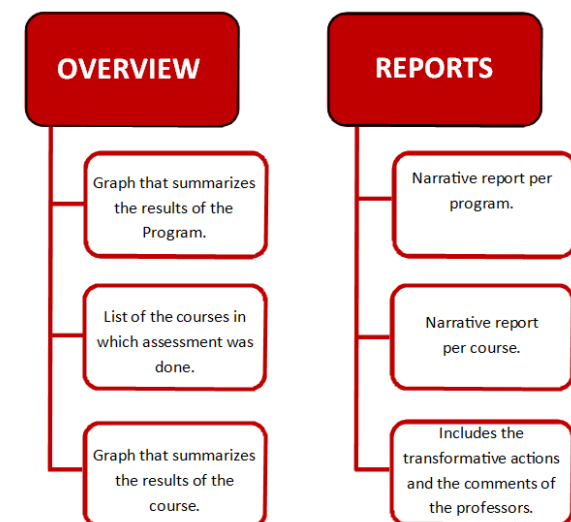 OVERVIEW
Graph that summarizes
the results of the
Program.
List of the courses in
which assessment was
done.
Graph that summarizes
the results of the
course.
REPORTS
Narrative report per
program.
Narrative report
per course.
Includes the
transformative actions
and the comments of
the professors.